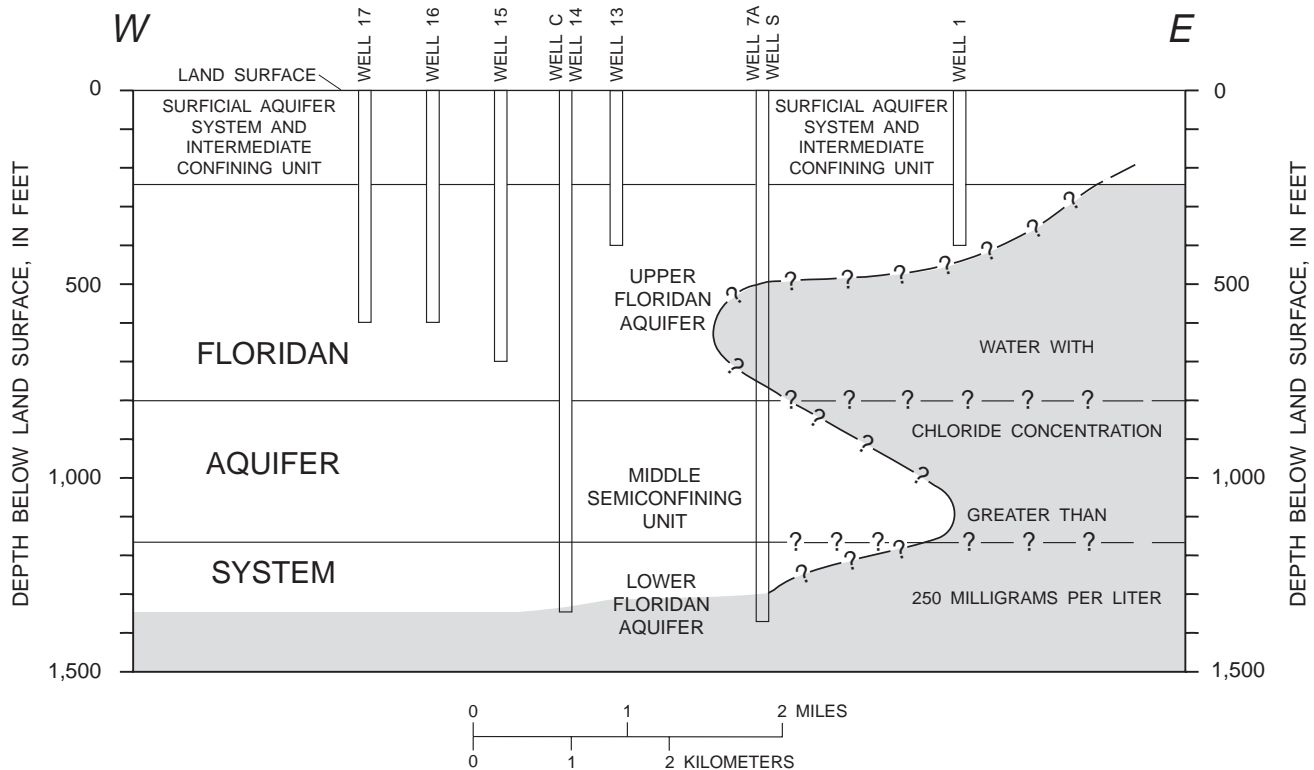 W
E
WELL 17
WELL 16
WELL 15
WELL C
WELL 14
WELL 13
WELL 7A
WELL S
WELL 1
LAND SURFACE
0
500
1,000
1,500
DEPTH BELOW LAND SURFACE, IN FEET
SURFICIAL AQUIFER
SYSTEM AND
INTERMEDIATE
CONFINING UNIT
SURFICIAL AQUIFER
SYSTEM AND
INTERMEDIATE
CONFINING UNIT
FLORIDAN
AQUIFER
SYSTEM
UPPER
FLORIDAN
AQUIFER
MIDDLE
SEMICONFINING
UNIT
LOWER
FLORIDAN
AQUIFER
? ? ? ? ? ? ? ?
?
? ? ? ? ? ?
? ? ?
? ? ? ? ? ?
? ? ?
WATER WITH
CHLORIDE CONCENTRATION
GREATER THAN
250 MILLIGRAMS PER LITER
0
500
1,000
1,500
DEPTH BELOW LAND SURFACE, IN FEET
0 1 2 MILES
0 1 2 KILOMETERS